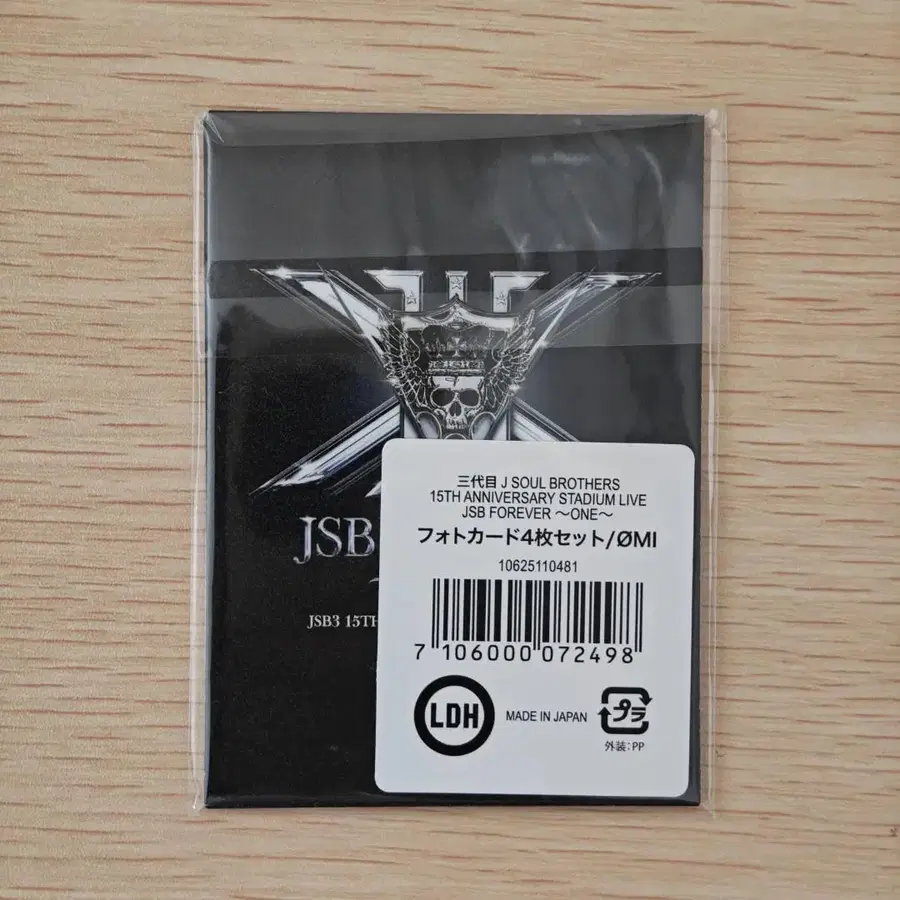 JSB
JSB3 15TH
三代目 J SOUL BROTHERS
15TH ANNIVERSARY STADIUM LIVE
JSB FOREVER ～ONE～
フォトカード4枚セット/ØMI
10625110481
7 106000 072498
LDH
MADE IN JAPAN
プラ
外装:PP